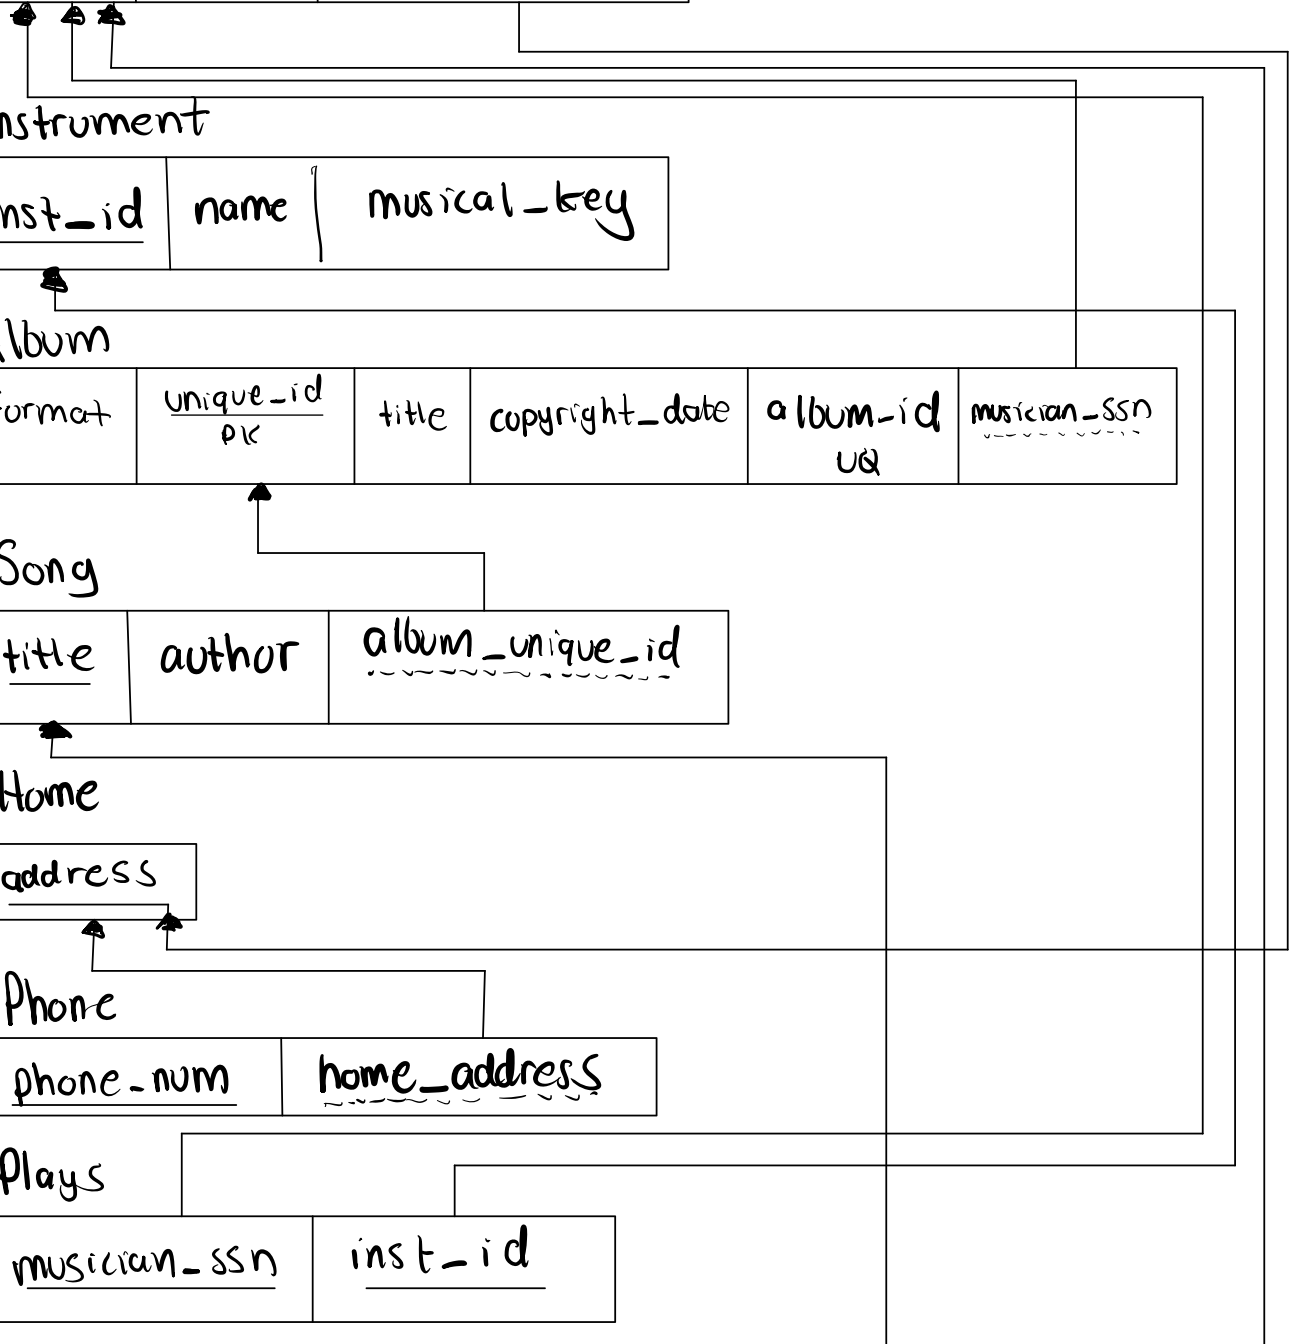 nstrument
nst_id name musical_key
lbum
format unique_id title copyright_date album_id musician_ssn
PK UQ
Song
title author album_unique_id
Home
address
Phone
phone_num home_address
Plays
musician_ssn inst_id